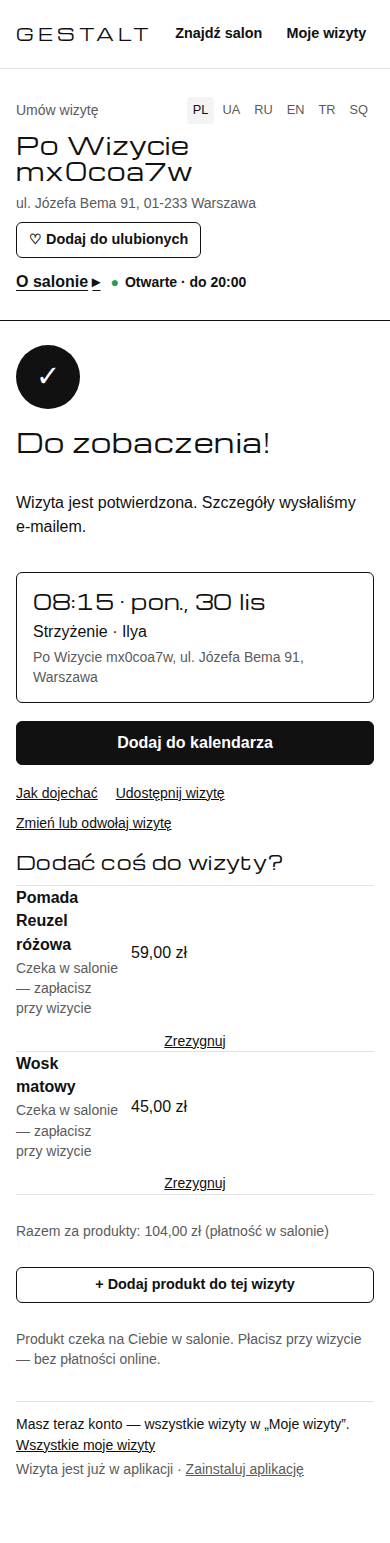 GESTALT Znajdź salon Moje wizyty
Umów wizytę PL UA RU EN TR SQ
Po Wizycie
mx0coa7w
ul. Józefa Bema 91, 01-233 Warszawa
♡ Dodaj do ulubionych
O salonie ▸ ● Otwarte · do 20:00
✓
Do zobaczenia!
Wizyta jest potwierdzona. Szczegóły wysłaliśmy
e-mailem.
08:15 · pon., 30 lis
Strzyżenie · Ilya
Po Wizycie mx0coa7w, ul. Józefa Bema 91,
Warszawa
Dodaj do kalendarza
Jak dojechać Udostępnij wizytę
Zmień lub odwołaj wizytę
Dodać coś do wizyty?
Pomada
Reuzel
różowa
Czeka w salonie
— zapłacisz
przy wizycie
59,00 zł
Zrezygnuj
Wosk
matowy
Czeka w salonie
— zapłacisz
przy wizycie
45,00 zł
Zrezygnuj
Razem za produkty: 104,00 zł (płatność w salonie)
+ Dodaj produkt do tej wizyty
Produkt czeka na Ciebie w salonie. Płacisz przy wizycie
— bez płatności online.
Masz teraz konto — wszystkie wizyty w „Moje wizyty”.
Wszystkie moje wizyty
Wizyta jest już w aplikacji · Zainstaluj aplikację